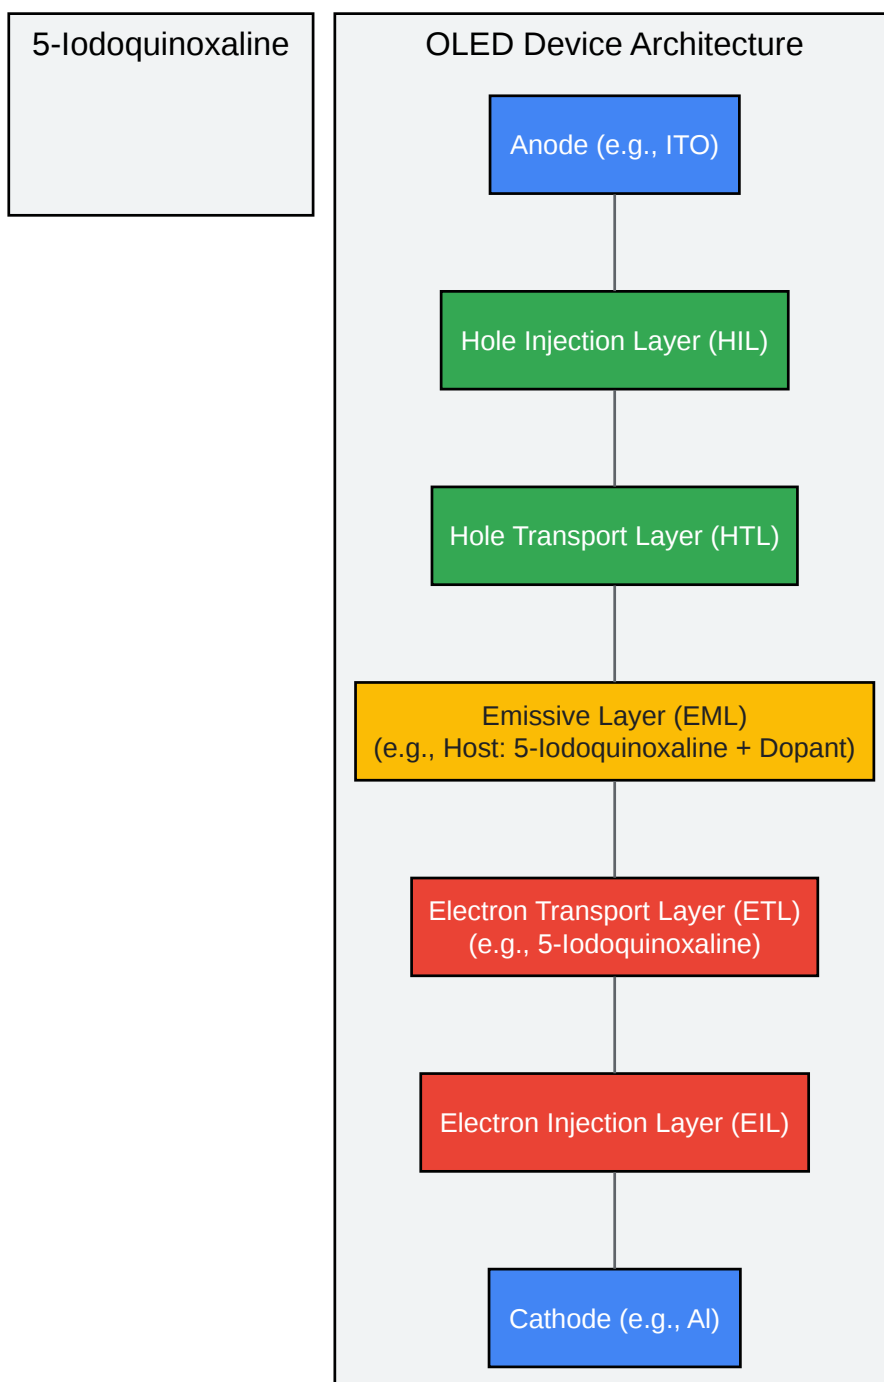 5-Iodoquinoxaline
OLED Device Architecture
Anode (e.g., ITO)
Hole Injection Layer (HIL)
Hole Transport Layer (HTL)
Emissive Layer (EML)
(e.g., Host: 5-Iodoquinoxaline + Dopant)
Electron Transport Layer (ETL)
(e.g., 5-Iodoquinoxaline)
Electron Injection Layer (EIL)
Cathode (e.g., Al)